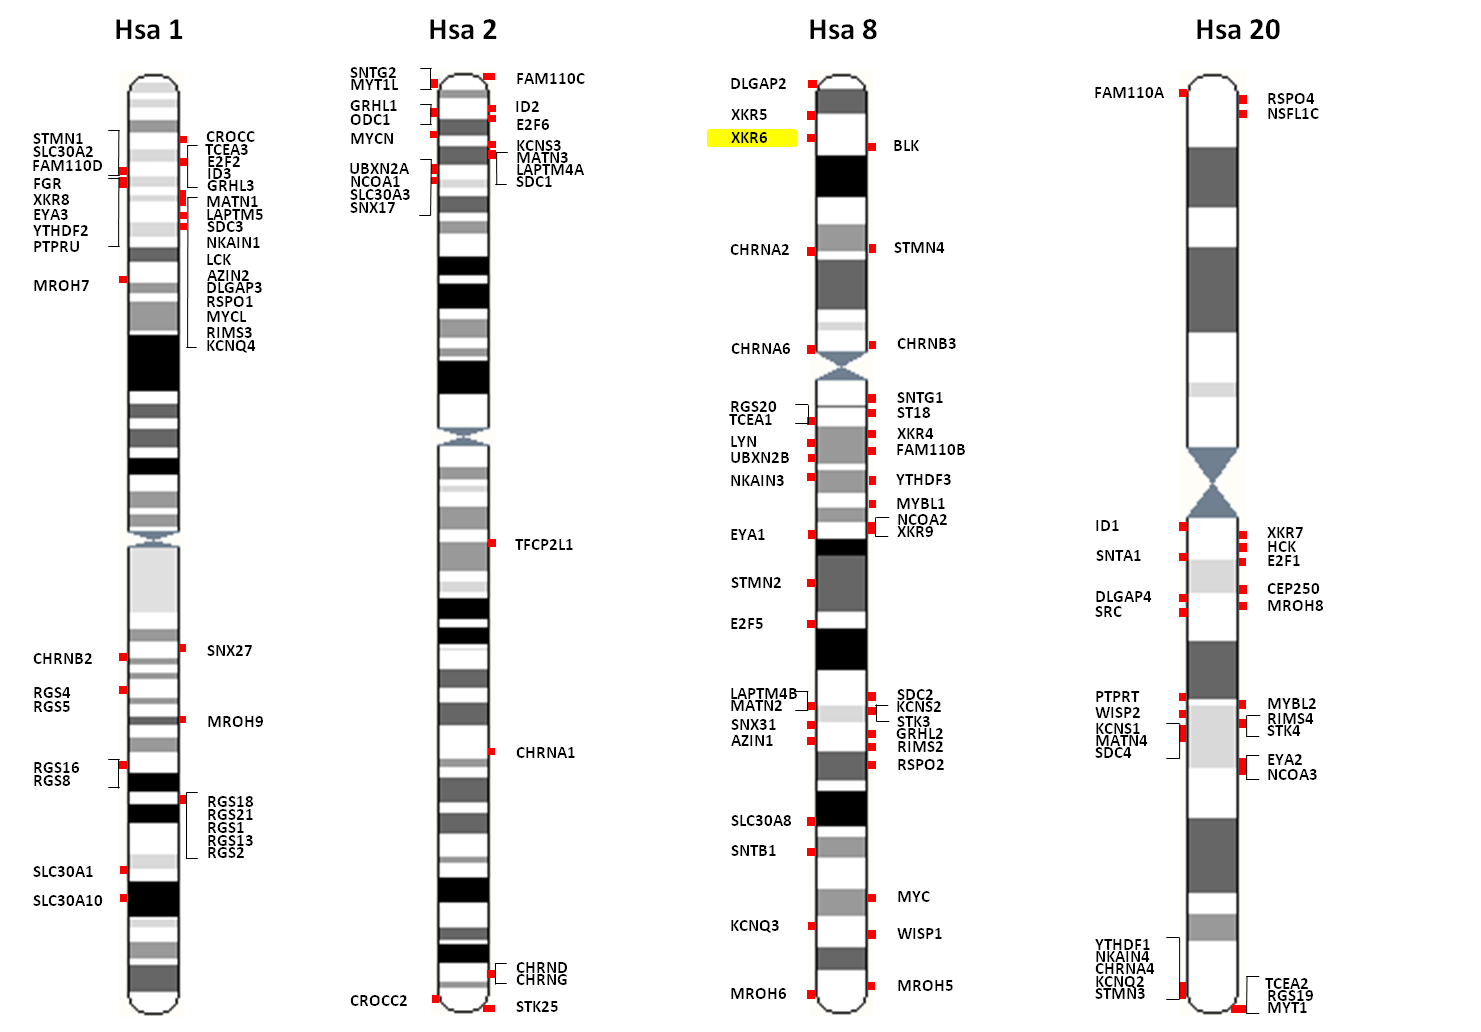 Hsa 1
STMN1
SLC30A2
FAM110D
FGR
XKR8
EYA3
YTHDF2
PTPRU
MROH7
CHRNB2
RGS4
RGS5
RGS16
RGS8
SLC30A1
SLC30A10
CROCC
TCEA3
E2F2
ID3
GRHL3
MATN1
LAPTM5
SDC3
NKAIN1
LCK
AZIN2
DLGAP3
RSPO1
MYCL
RIMS3
KCNQ4
SNX27
MROH9
RGS18
RGS21
RGS1
RGS13
RGS2
Hsa 2
SNTG2
MYT1L
GRHL1
ODC1
MYCN
UBXN2A
NCOA1
SLC30A3
SNX17
CROCC2
FAM110C
ID2
E2F6
KCNS3
MATN3
LAPTM4A
SDC1
TFCP2L1
CHRNA1
CHRND
CHRNG
STK25
Hsa 8
DLGAP2
XKR5
XKR6
CHRNA2
CHRNA6
RGS20
TCEA1
LYN
UBXN2B
NKAIN3
EYA1
STMN2
E2F5
LAPTM4B
MATN2
SNX31
AZIN1
SLC30A8
SNTB1
KCNQ3
MROH6
BLK
STMN4
CHRNB3
SNTG1
ST18
XKR4
FAM110B
YTHDF3
MYBL1
NCOA2
XKR9
SDC2
KCNS2
STK3
GRHL2
RIMS2
RSPO2
MYC
WISP1
MROH5
Hsa 20
FAM110A
ID1
SNTA1
DLGAP4
SRC
PTPRT
WISP2
KCNS1
MATN4
SDC4
YTHDF1
NKAIN4
CHRNA4
KCNQ2
STMN3
RSPO4
NSFL1C
XKR7
HCK
E2F1
CEP250
MROH8
MYBL2
RIMS4
STK4
EYA2
NCOA3
TCEA2
RGS19
MYT1